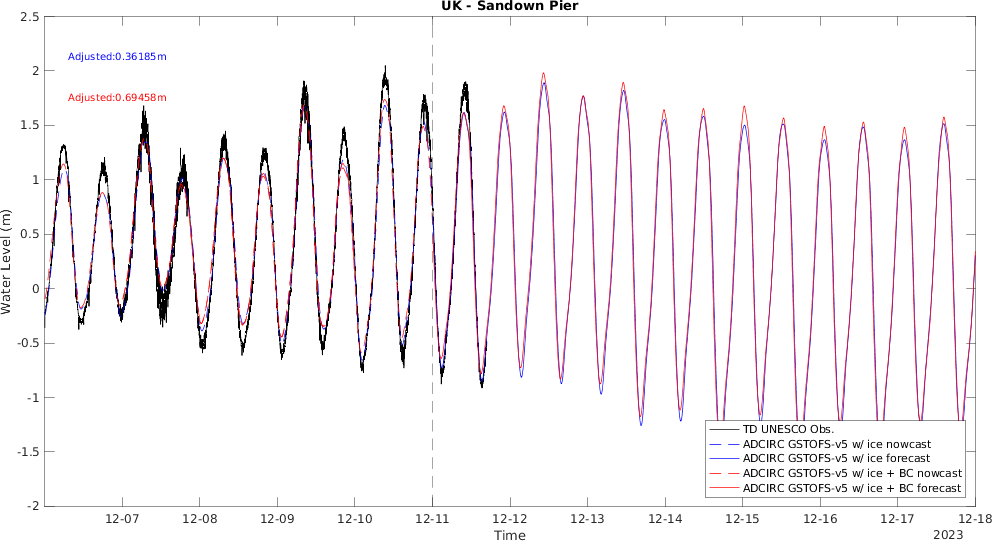 UK - Sandown Pier
2.5
2
1.5
1
0.5
0
-0.5
-1
-1.5
-2
Water Level (m)
Adjusted:0.36185m
Adjusted:0.69458m
TD UNESCO Obs.
ADCIRC GSTOFS-v5 w/ ice nowcast
ADCIRC GSTOFS-v5 w/ ice forecast
ADCIRC GSTOFS-v5 w/ ice + BC nowcast
ADCIRC GSTOFS-v5 w/ ice + BC forecast
12-07 12-08 12-09 12-10 12-11 12-12 12-13 12-14 12-15 12-16 12-17 12-18
Time
2023